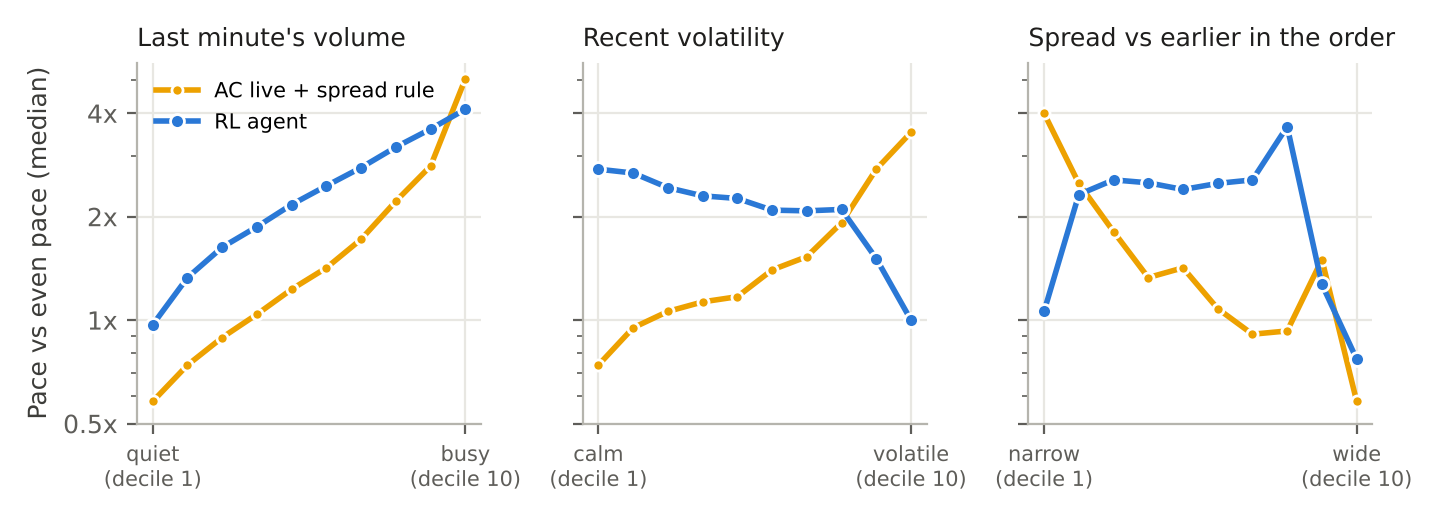 Last minute's volume
Recent volatility
Spread vs earlier in the order
Pace vs even pace (median)
AC live + spread rule
RL agent
4x
2x
1x
0.5x
quiet
(decile 1)
busy
(decile 10)
calm
(decile 1)
volatile
(decile 10)
narrow
(decile 1)
wide
(decile 10)